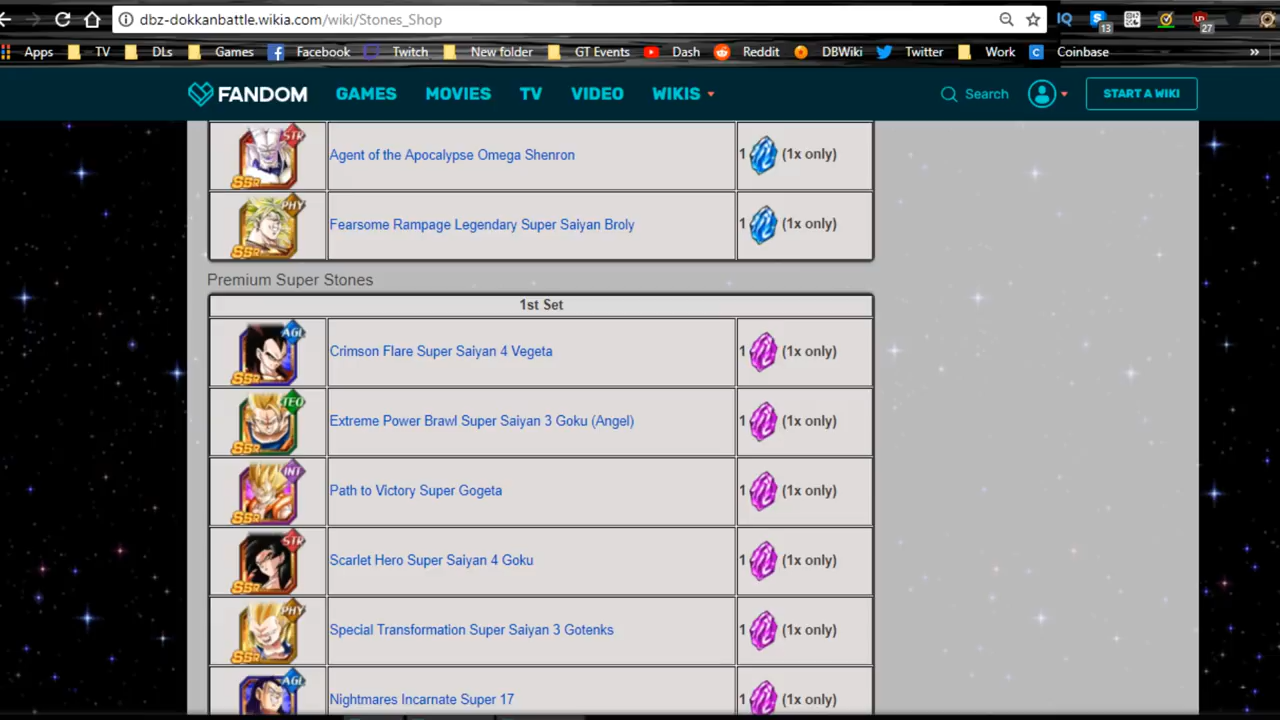 dbz-dokkanbattle.wikia.com/wiki/Stones_Shop
IQ
S
13
un
27
Apps TV DLs Games Facebook Twitch New folder GT Events Dash Reddit DBWiki Twitter Work C Coinbase »
FANDOM GAMES MOVIES TV VIDEO WIKIS Search START A WIKI
STR
SSR
Agent of the Apocalypse Omega Shenron
1 (1x only)
PHY
SSR
Fearsome Rampage Legendary Super Saiyan Broly
1 (1x only)
Premium Super Stones
1st Set
AGL
SSR
Crimson Flare Super Saiyan 4 Vegeta
1 (1x only)
TEQ
SSR
Extreme Power Brawl Super Saiyan 3 Goku (Angel)
1 (1x only)
INT
SSR
Path to Victory Super Gogeta
1 (1x only)
STR
SSR
Scarlet Hero Super Saiyan 4 Goku
1 (1x only)
PHY
SSR
Special Transformation Super Saiyan 3 Gotenks
1 (1x only)
AGL
Nightmares Incarnate Super 17
1 (1x only)